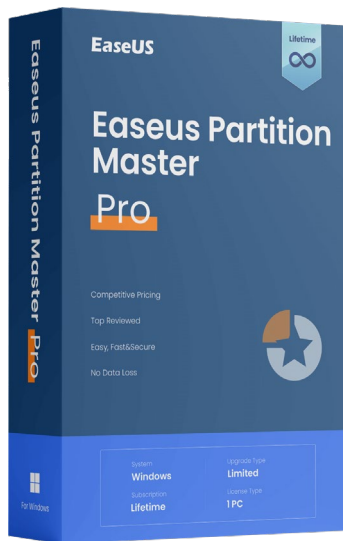 Easeus Partition Master Pro
For Windows
EaseUS
Lifetime
Easeus Partition
Master
Pro
Competitive Pricing
Top Reviewed
Easy, Fast&Secure
No Data Loss
System
Windows
Upgrade Type
Limited
Subscription
Lifetime
License Type
1 PC